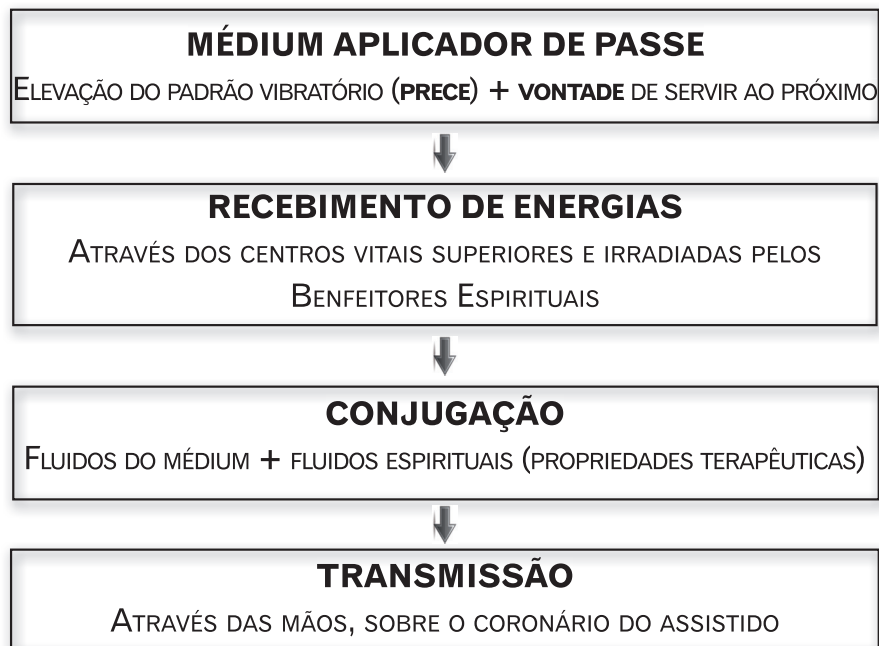 MÉDIUM APLICADOR DE PASSE
ELEVAÇÃO DO PADRÃO VIBRATÓRIO (PRECE) + VONTADE DE SERVIR AO PRÓXIMO
RECEBIMENTO DE ENERGIAS
ATRAVÉS DOS CENTROS VITAIS SUPERIORES E IRRADIADAS PELOS
BENFEITORES ESPIRITUAIS
CONJUGAÇÃO
FLUIDOS DO MÉDIUM + FLUIDOS ESPIRITUAIS (PROPRIEDADES TERAPÊUTICAS)
TRANSMISSÃO
ATRAVÉS DAS MÃOS, SOBRE O CORONÁRIO DO ASSISTIDO